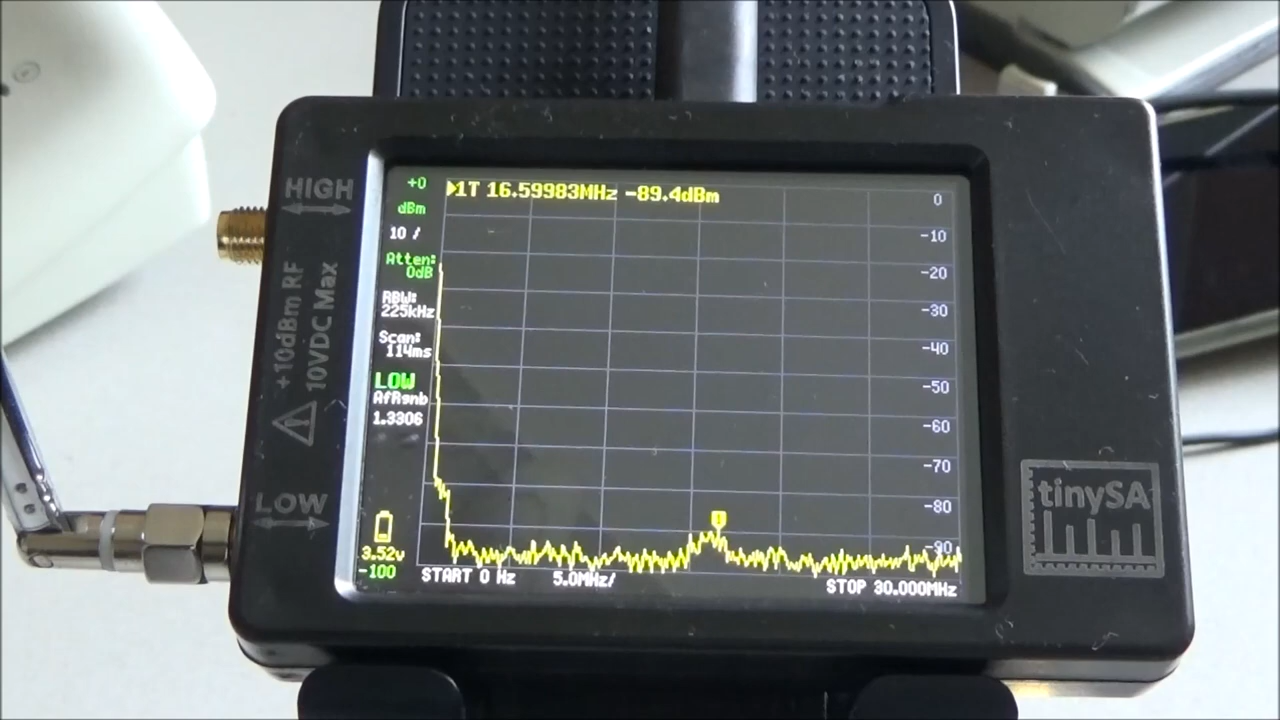 HIGH
+10dBm RF
10VDC Max
LOW
+0
dBm
10 /
Atten:
0dB
RBW:
225kHz
Scan:
114ms
LOW
AfRgnb
1.3306
3.52v
-100
1T 16.59983MHz -89.4dBm
0
-10
-20
-30
-40
-50
-60
-70
-80
-90
1
START 0 Hz 5.0MHz/ STOP 30.000MHz
tinySA